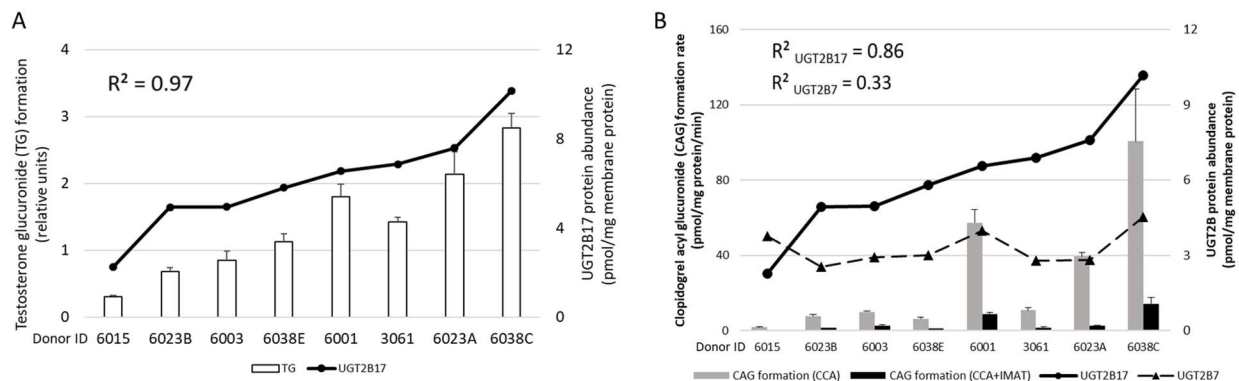 A
Testosterone glucuronide (TG) formation
(relative units)
4
3
2
1
0
R² = 0.97
12
8
4
0
UGT2B17 protein abundance
(pmol/mg membrane protein)
Donor ID 6015 6023B 6003 6038E 6001 3061 6023A 6038C
TG UGT2B17
B
Clopidogrel acyl glucuronide (CAG) formation rate
(pmol/mg protein/min)
160
120
80
40
0
R² UGT2B17 = 0.86
R² UGT2B7 = 0.33
12
9
6
3
0
UGT2B protein abundance
(pmol/mg membrane protein)
Donor ID 6015 6023B 6003 6038E 6001 3061 6023A 6038C
CAG formation (CCA) CAG formation (CCA+IMAT) UGT2B17 UGT2B7